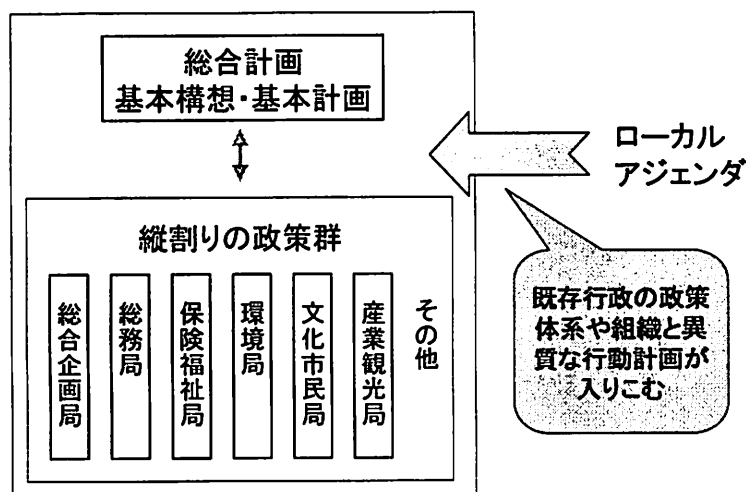 総合計画
基本構想・基本計画
ローカル
アジェンダ
縦割りの政策群
総合企画局
総務局
保険福祉局
環境局
文化市民局
産業観光局
その他
既存行政の政策
体系や組織と異
質な行動計画が
入りこむ